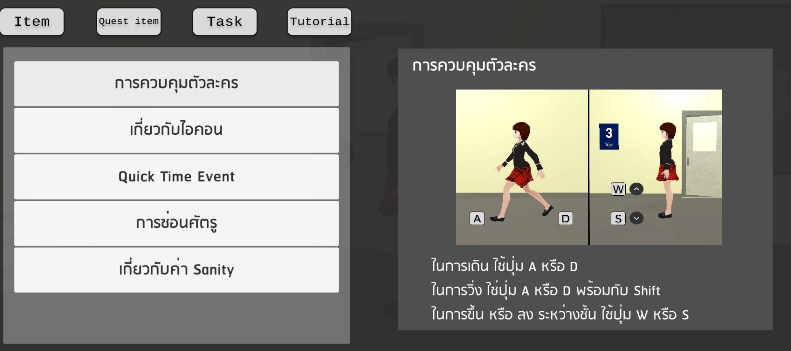 Item
Quest item
Task
Tutorial
การควบคุมตัวละคร
เกี่ยวกับไอคอน
Quick Time Event
การซ่อนศัตรู
เกี่ยวกับค่า Sanity
การควบคุมตัวละคร
3
A
D
W
S
ในการเดิน ใช้ปุ่ม A หรือ D
ในการวิ่ง ใช่ปุ่ม A หรือ D พร้อมกับ Shift
ในการขึ้น หรือ ลง ระหว่างชั้น ใช้ปุ่ม W หรือ S